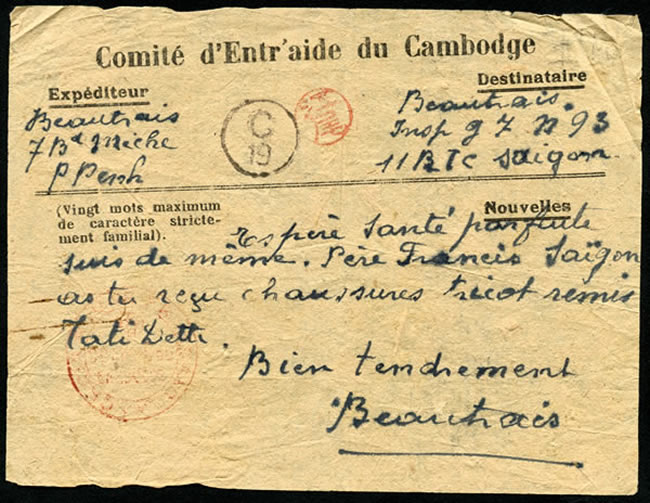 Comité d'Entr'aide du Cambodge
Expéditeur
Beautrais
7 Bd Miche
P Penh
C
19
Destinataire
Beautrais.
Insp g 7 N 93
11 RIC Saigon
(Vingt mots maximum
de caractère stricte-
ment familial).
Nouvelles
Espère santé parfaite
suis de même. Père Francis Saïgon
as tu reçu chaussures tricot remis
Tati Dette.
Bien tendrement
Beautrais